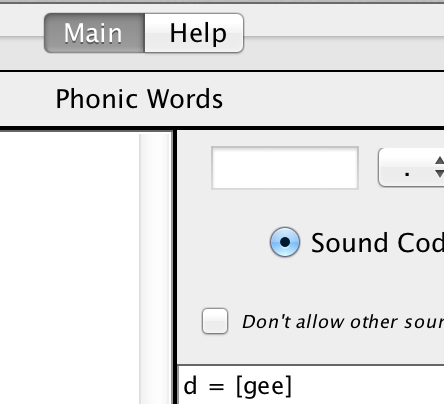 Main Help
Phonic Words
.
Sound Cod
Don't allow other sour
d = [gee]